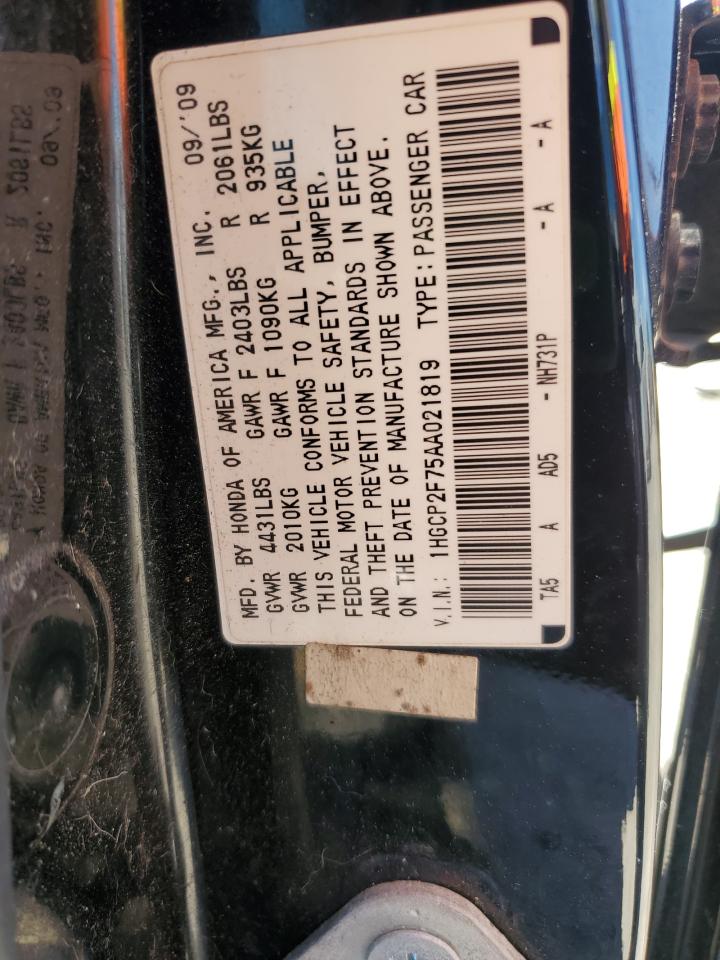 MFD. BY HONDA OF AMERICA MFG., INC. 09/'09
GVWR 4431LBS GAWR F 2403LBS R 2061LBS
GVWR 2010KG GAWR F 1090KG R 935KG
THIS VEHICLE CONFORMS TO ALL APPLICABLE
FEDERAL MOTOR VEHICLE SAFETY, BUMPER,
AND THEFT PREVENTION STANDARDS IN EFFECT
ON THE DATE OF MANUFACTURE SHOWN ABOVE.
V.I.N.: 1HGCP2F75AA021819 TYPE: PASSENGER CAR
TA5 A AD5 - NH731P - A - A